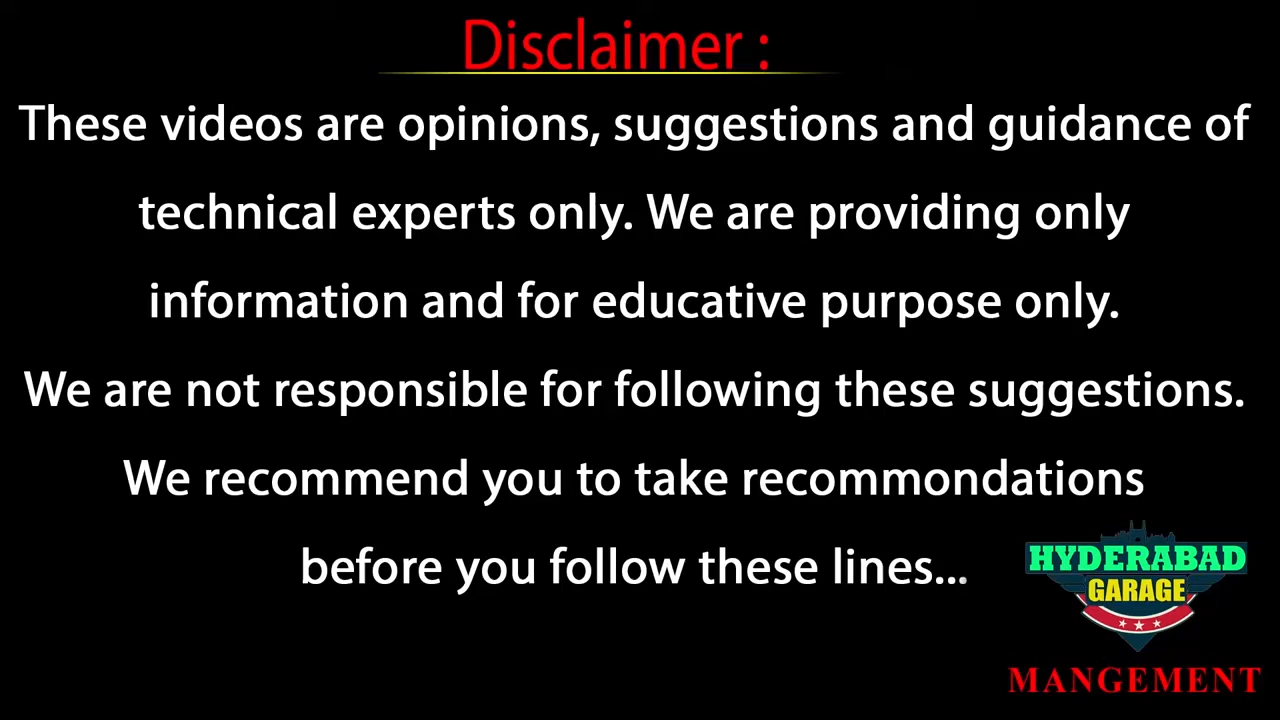 Disclaimer :
These videos are opinions, suggestions and guidance of
technical experts only. We are providing only
information and for educative purpose only.
We are not responsible for following these suggestions.
We recommend you to take recommondations
before you follow these lines...
HYDERABAD
GARAGE
MANGEMENT